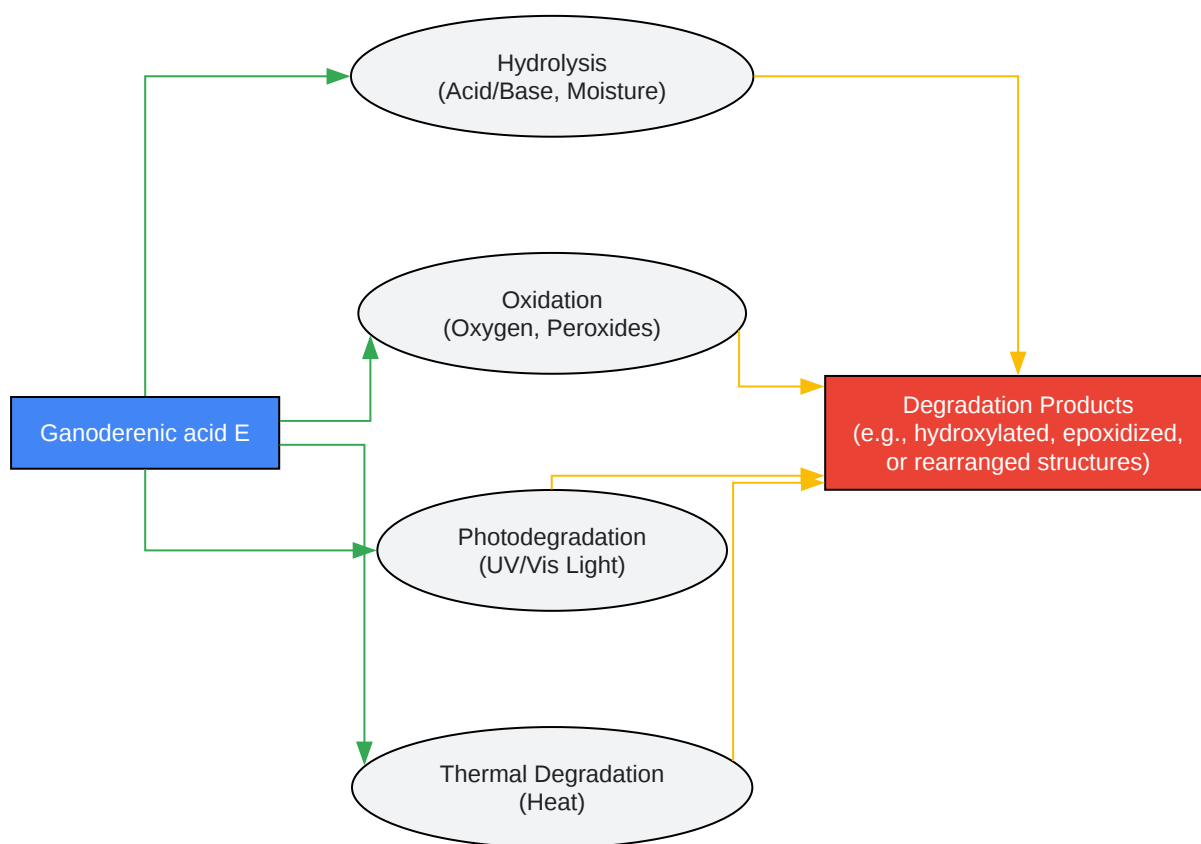 Hydrolysis
(Acid/Base, Moisture)
Oxidation
(Oxygen, Peroxides)
Ganoderenic acid E
Degradation Products
(e.g., hydroxylated, epoxidized,
or rearranged structures)
Photodegradation
(UV/Vis Light)
Thermal Degradation
(Heat)